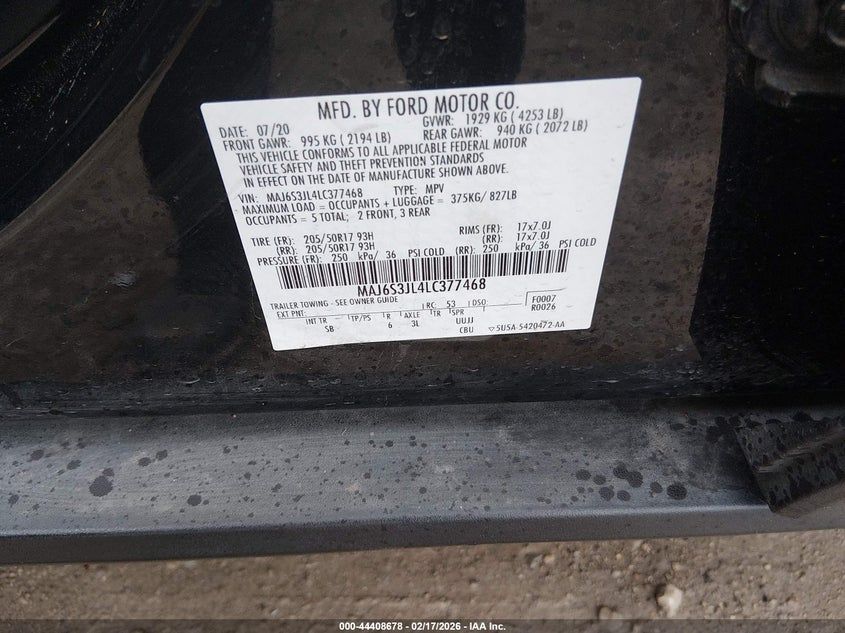 MFD. BY FORD MOTOR CO.
DATE: 07/20 GVWR: 1929 KG ( 4253 LB)
FRONT GAWR: 995 KG ( 2194 LB) REAR GAWR: 940 KG ( 2072 LB)
THIS VEHICLE CONFORMS TO ALL APPLICABLE FEDERAL MOTOR
VEHICLE SAFETY AND THEFT PREVENTION STANDARDS
IN EFFECT ON THE DATE OF MANUFACTURE SHOWN ABOVE.
VIN: MAJ6S3JL4LC377468 TYPE: MPV
MAXIMUM LOAD = OCCUPANTS + LUGGAGE = 375KG/ 827LB
OCCUPANTS = 5 TOTAL; 2 FRONT, 3 REAR
TIRE (FR): 205/50R17 93H RIMS (FR): 17x7.0J
(RR): 205/50R17 93H (RR): 17x7.0J
PRESSURE (FR): 250 kPa/ 36 PSI COLD (RR): 250 kPa/ 36 PSI COLD
MAJ6S3JL4LC377468
TRAILER TOWING - SEE OWNER GUIDE
EXT PNT: RC: 53 DSO: F0007
R0026
INT TR TP/PS R AXLE TR SPR
SB 6 3L UUJJ
CBU ▽5U5A-5420472-AA
000-44408678 - 02/17/2026 - IAA Inc.